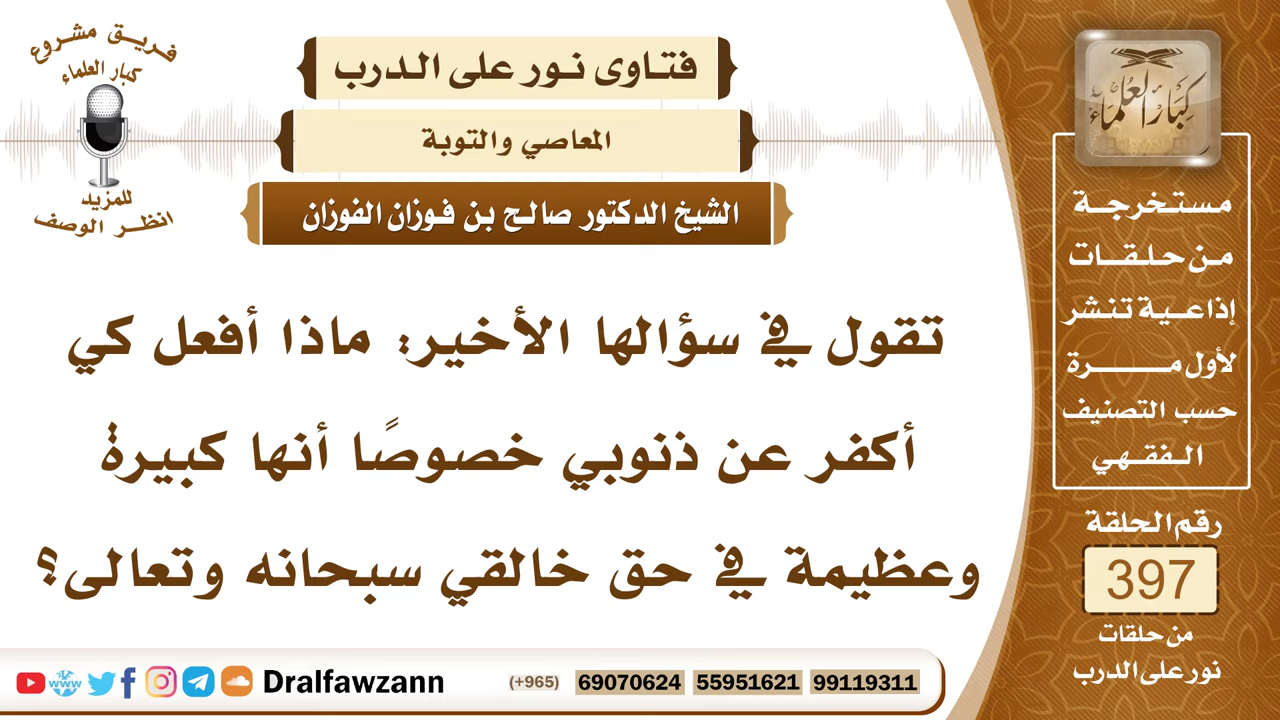 فريق مشروع
كبار العلماء
للمزيد
انظر الوصف
فتاوى نور على الدرب
المعاصي والتوبة
الشيخ الدكتور صالح بن فوزان الفوزان
تقول في سؤالها الأخير: ماذا أفعل كي
أكفر عن ذنوبي خصوصًا أنها كبيرة
وعظيمة في حق خالقي سبحانه وتعالى؟
كبار العلماء
مستخرجة
من حلقات
إذاعية تنشر
لأول مرة
حسب التصنيف
الفقهي
رقم الحلقة
397
من حلقات
نور على الدرب
www Dralfawzann (+965) 69070624 55951621 99119311